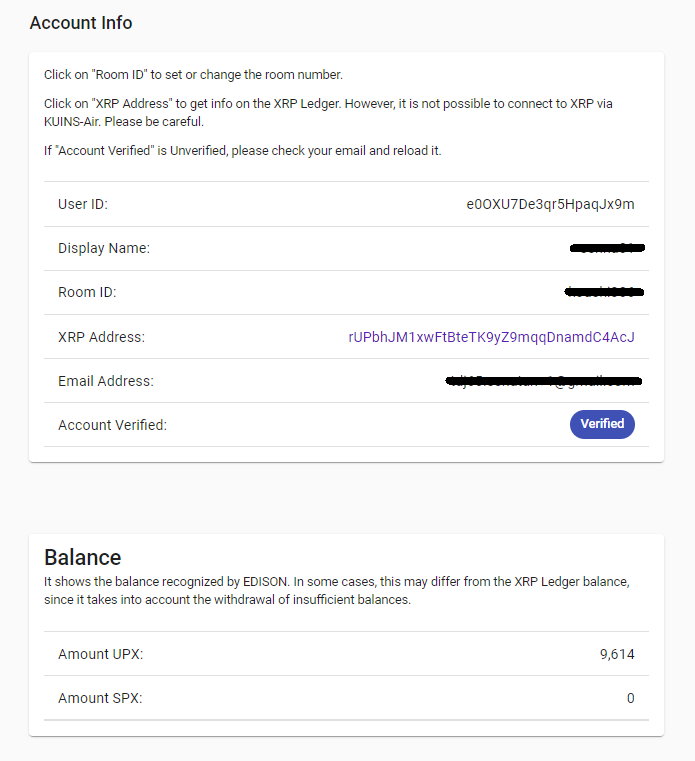 Account Info
Click on "Room ID" to set or change the room number.
Click on "XRP Address" to get info on the XRP Ledger. However, it is not possible to connect to XRP via
KUINS-Air. Please be careful.
If "Account Verified" is Unverified, please check your email and reload it.
User ID: e0OXU7De3qr5HpaqJx9m
Display Name:
Room ID:
XRP Address: rUPbhJM1xwFtBteTK9yZ9mqqDnamdC4AcJ
Email Address:
Account Verified: Verified
Balance
It shows the balance recognized by EDISON. In some cases, this may differ from the XRP Ledger balance,
since it takes into account the withdrawal of insufficient balances.
Amount UPX: 9,614
Amount SPX: 0